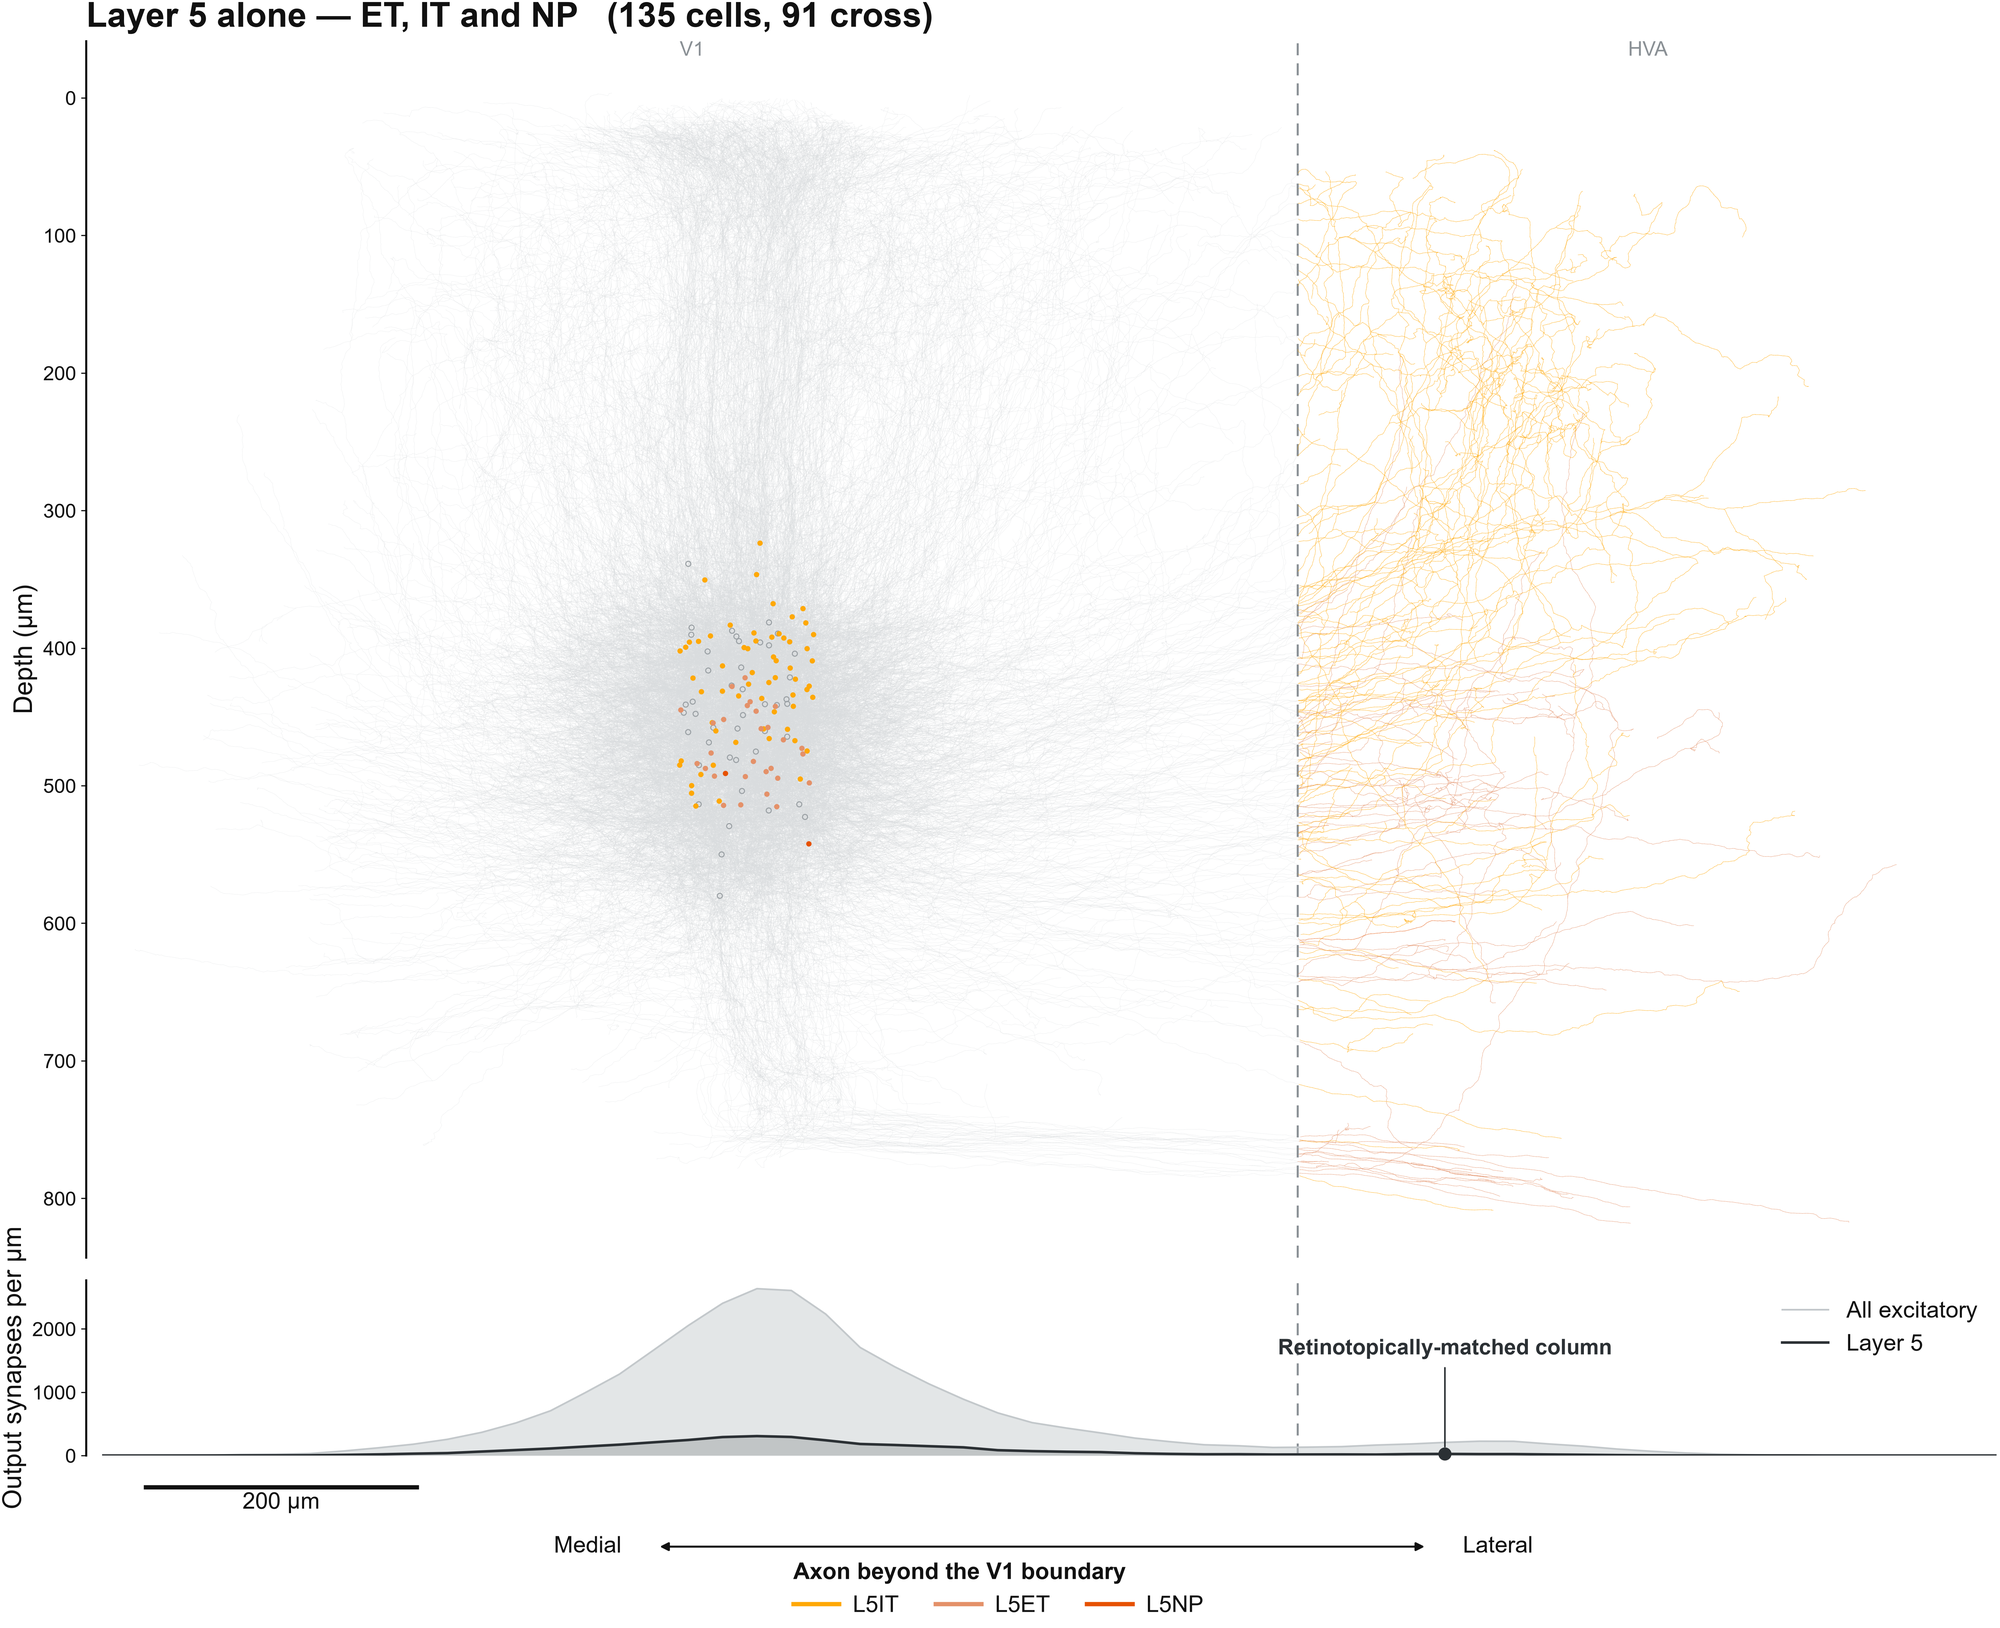 Layer 5 alone — ET, IT and NP (135 cells, 91 cross)
V1
HVA
0
100
200
300
400
500
600
700
800
Depth (µm)
Output synapses per µm
2000
1000
0
All excitatory
Layer 5
Retinotopically-matched column
200 µm
Medial
Lateral
Axon beyond the V1 boundary
L5IT
L5ET
L5NP